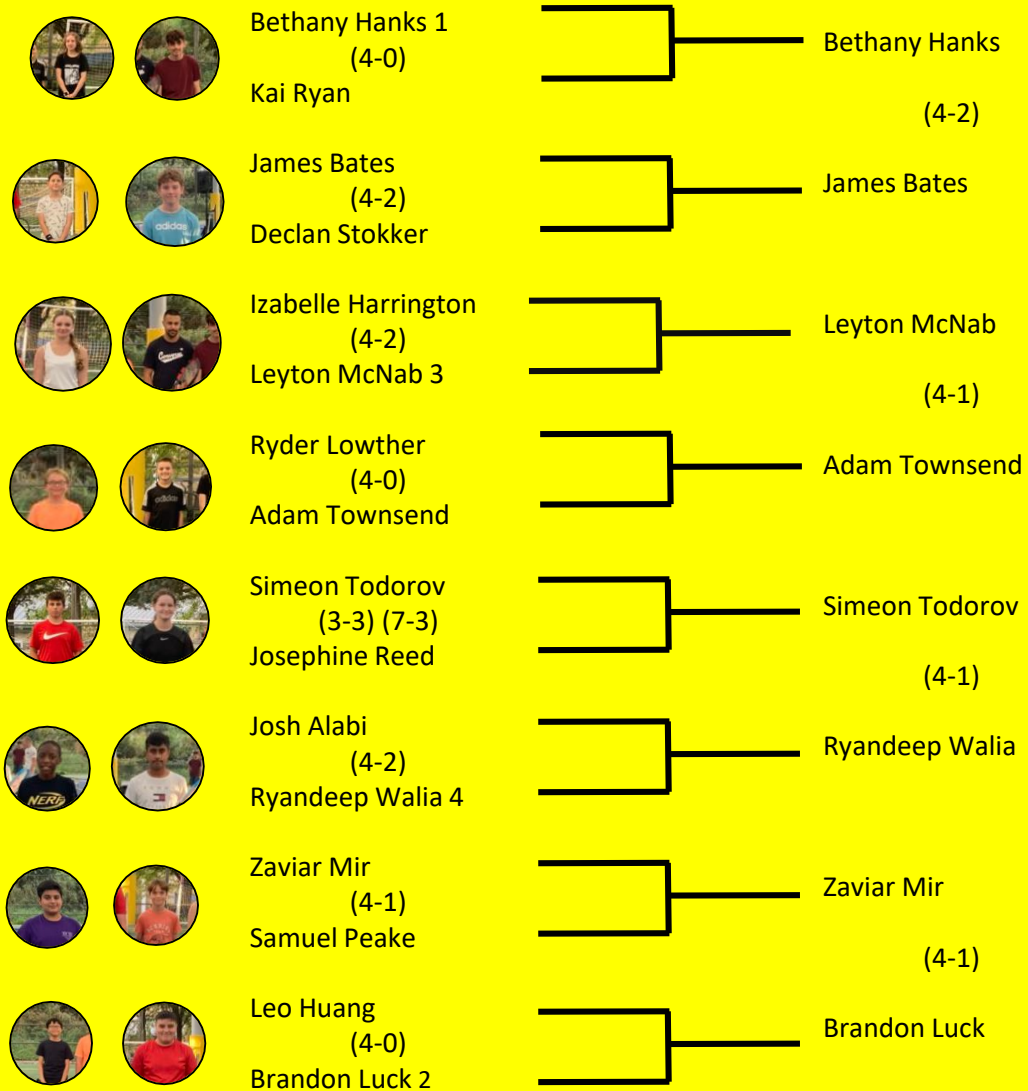 Bethany Hanks 1
(4-0)
Kai Ryan
James Bates
(4-2)
Declan Stokker
Izabelle Harrington
(4-2)
Leyton McNab 3
Ryder Lowther
(4-0)
Adam Townsend
Simeon Todorov
(3-3) (7-3)
Josephine Reed
Josh Alabi
(4-2)
Ryandeep Walia 4
Zaviar Mir
(4-1)
Samuel Peake
Leo Huang
(4-0)
Brandon Luck 2
Bethany Hanks
(4-2)
James Bates
Leyton McNab
(4-1)
Adam Townsend
Simeon Todorov
(4-1)
Ryandeep Walia
Zaviar Mir
(4-1)
Brandon Luck
adidas
NERF